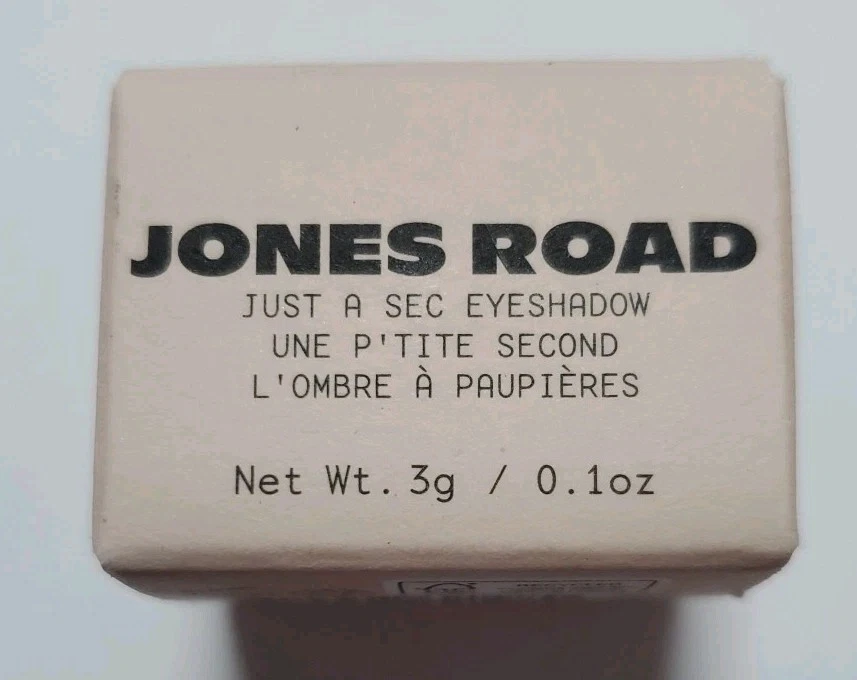 JONES ROAD
JUST A SEC EYESHADOW
UNE P'TITE SECOND
L'OMBRE À PAUPIÈRES
Net Wt. 3g / 0.1oz